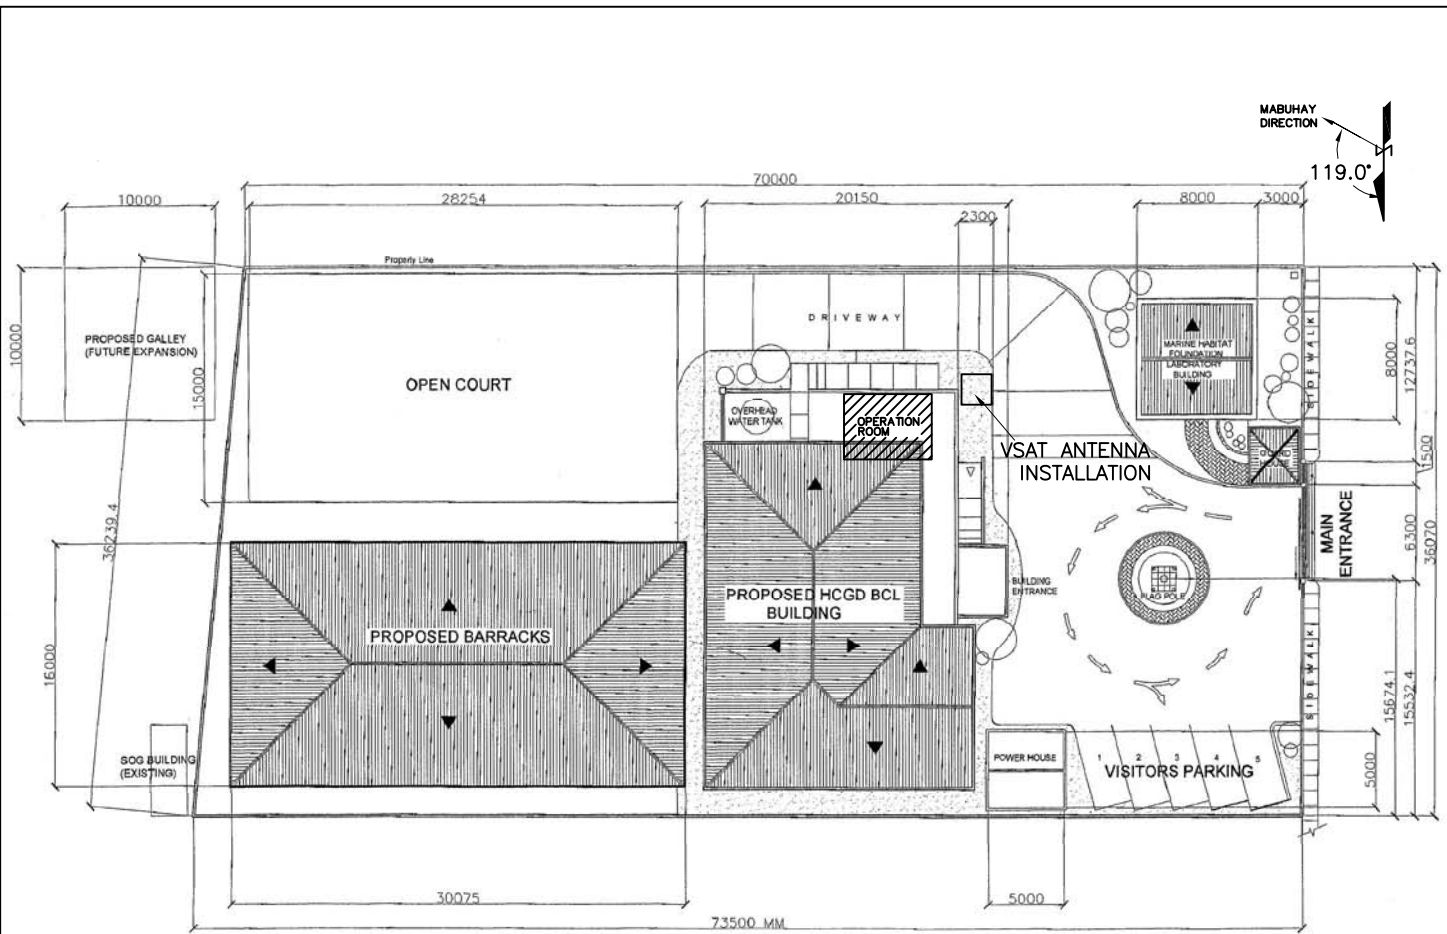 MABUHAY
DIRECTION
N
119.0°
70000
10000
28254
20150
8000
3000
2300
Property Line
DRIVEWAY
10000
PROPOSED GALLEY
(FUTURE EXPANSION)
15000
OPEN COURT
OVERHEAD
WATER TANK
OPERATION
ROOM
MARINE HABITAT
FOUNDATION
LABORATORY
BUILDING
SIDEWALK
8000
12737.6
VSAT ANTENNA
INSTALLATION
1500
36239.4
MAIN
ENTRANCE
6300
36070
BUILDING
ENTRANCE
FLAG POLE
PROPOSED HCGD BCL
BUILDING
PROPOSED BARRACKS
16000
SIDEWALK
15674.1
15532.4
SOG BUILDING
(EXISTING)
POWER HOUSE
1 2 3 4 5
VISITORS PARKING
5000
30075
5000
73500 MM.